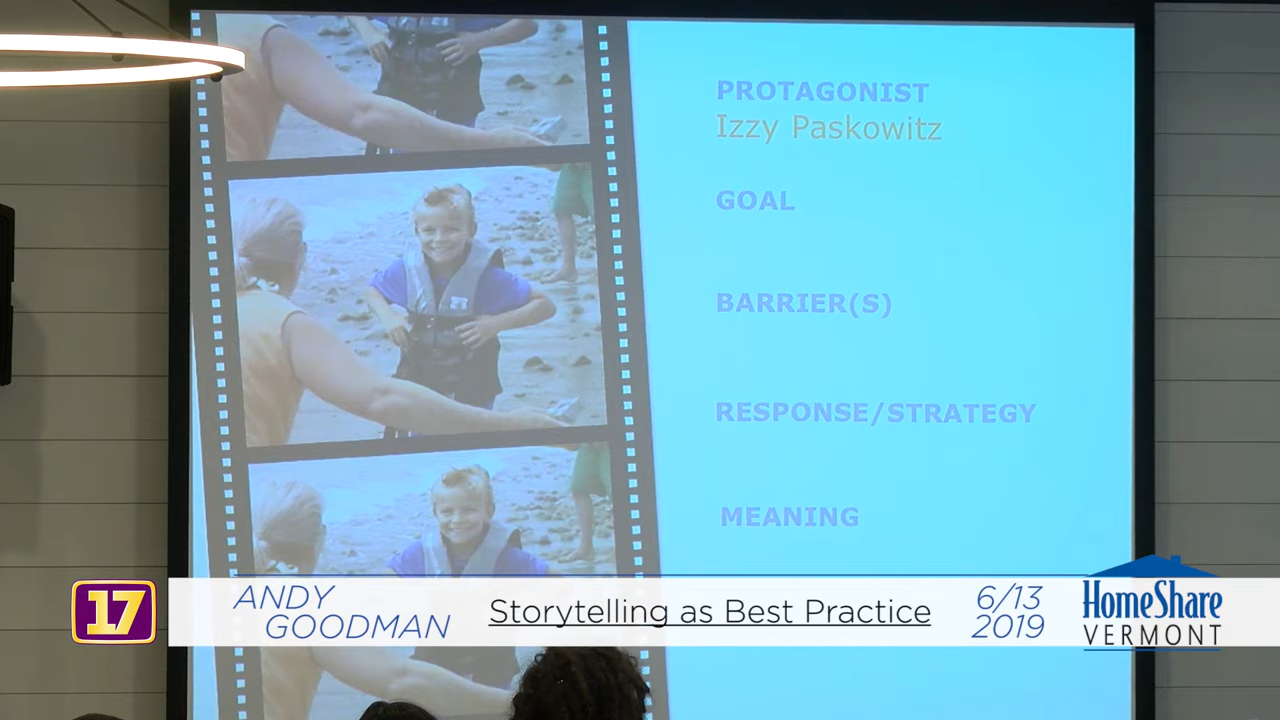 PROTAGONIST
Izzy Paskowitz
GOAL
BARRIER(S)
RESPONSE/STRATEGY
MEANING
17
ANDY
GOODMAN
Storytelling as Best Practice
6/13
2019
HomeShare
VERMONT